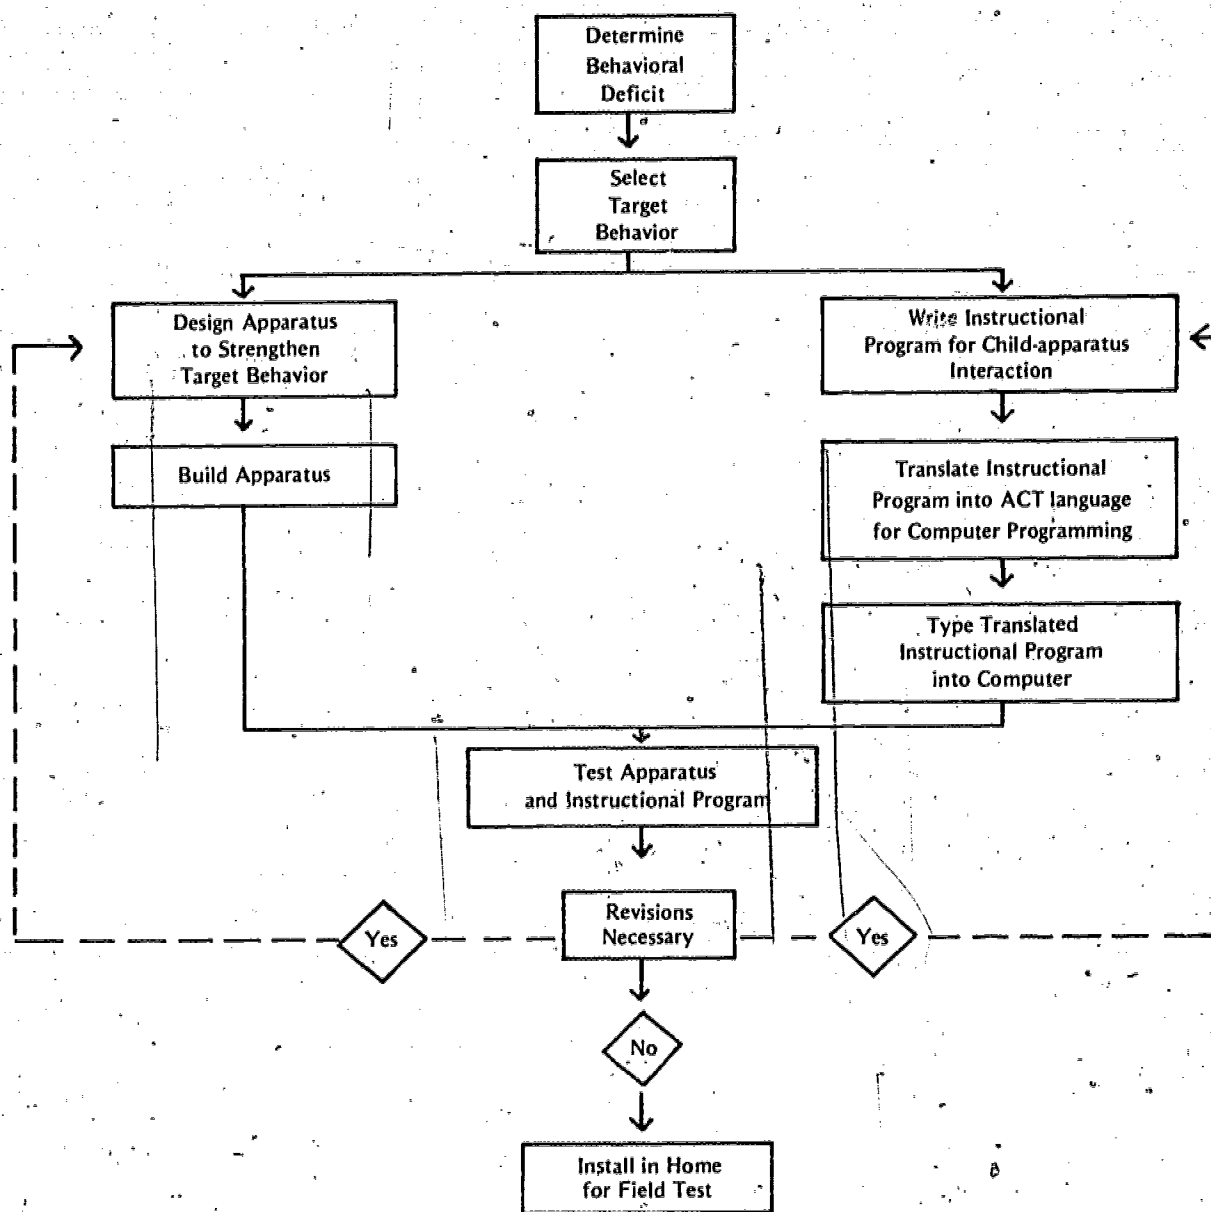 Determine
Behavioral
Deficit
Select
Target
Behavior
Design Apparatus
to Strengthen
Target Behavior
Write Instructional
Program for Child-apparatus
Interaction
Build Apparatus
Translate Instructional
Program into ACT language
for Computer Programming
Type Translated
Instructional Program
into Computer
Test Apparatus
and Instructional Program
Revisions
Necessary
Yes
Yes
No
Install in Home
for Field Test